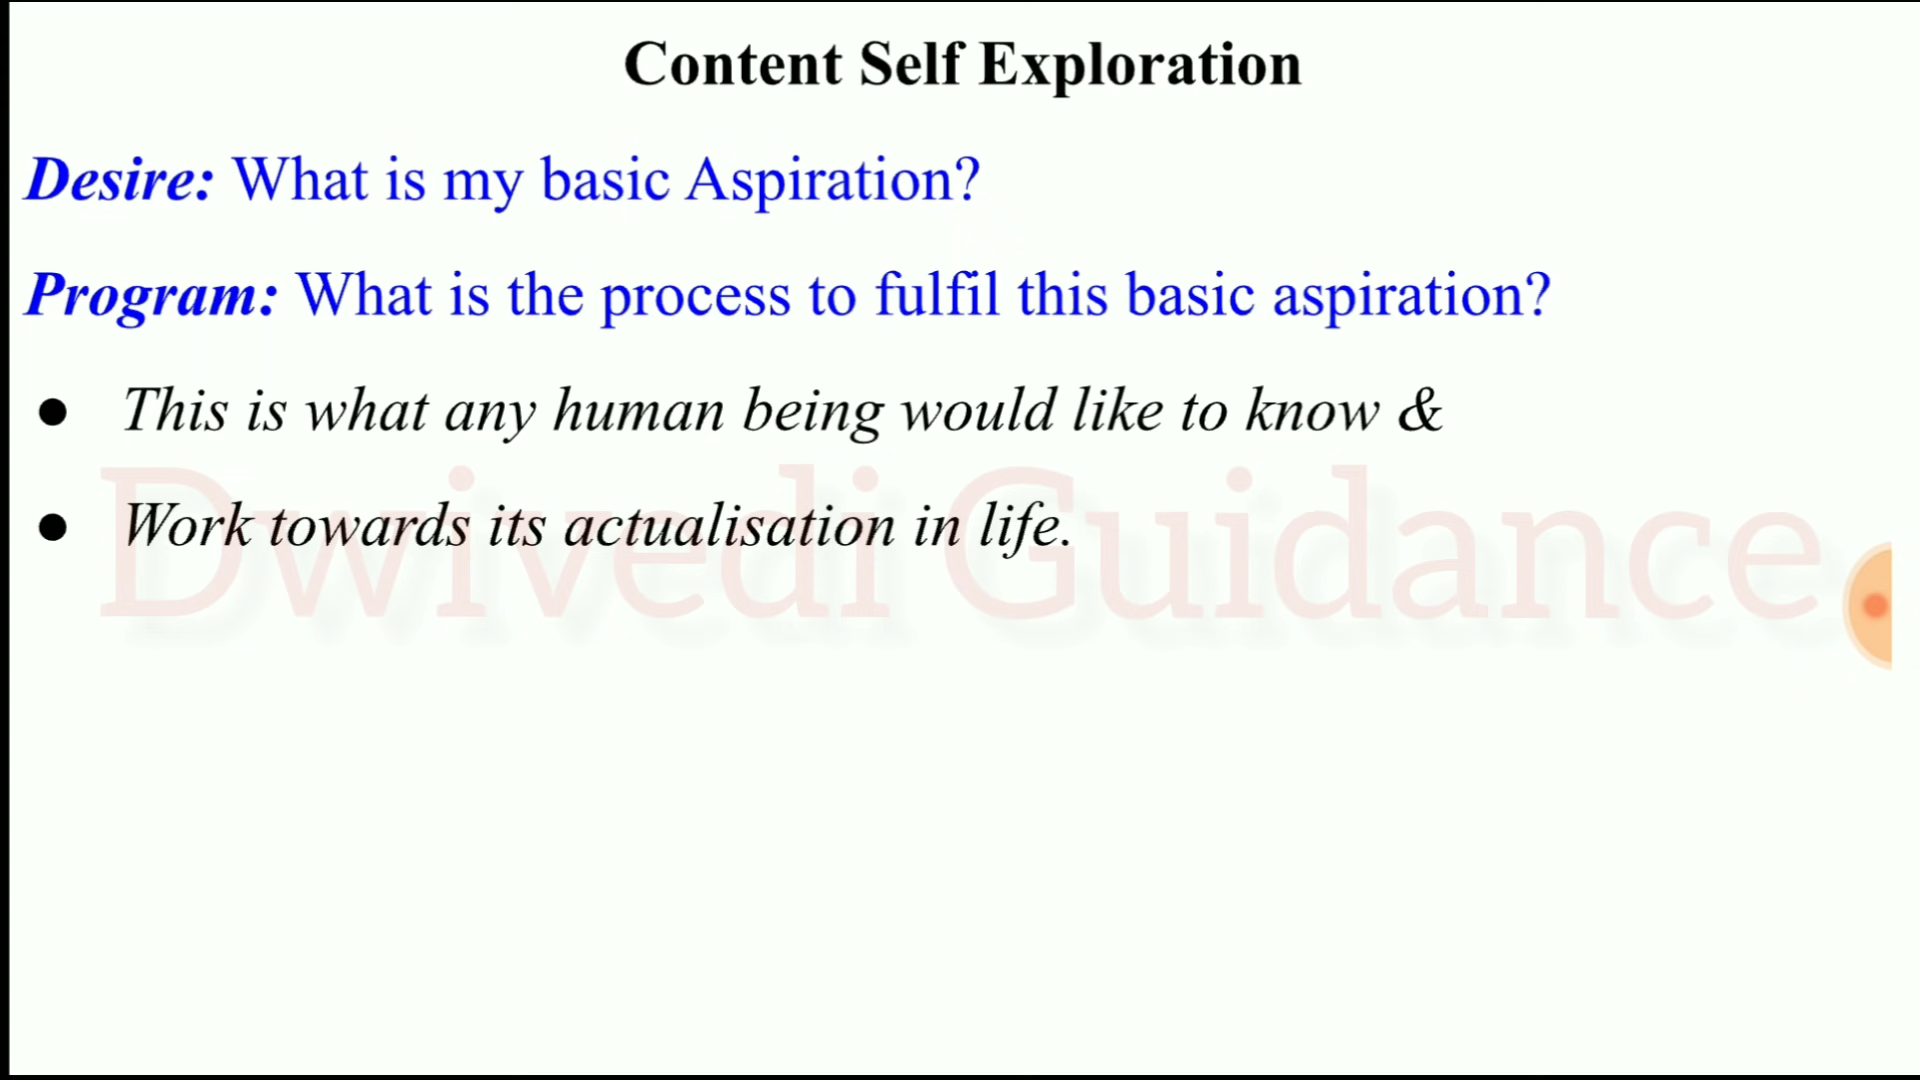 Content Self Exploration
Desire: What is my basic Aspiration?
Program: What is the process to fulfil this basic aspiration?
● This is what any human being would like to know &
● Work towards its actualisation in life.
Dwivedi Guidance